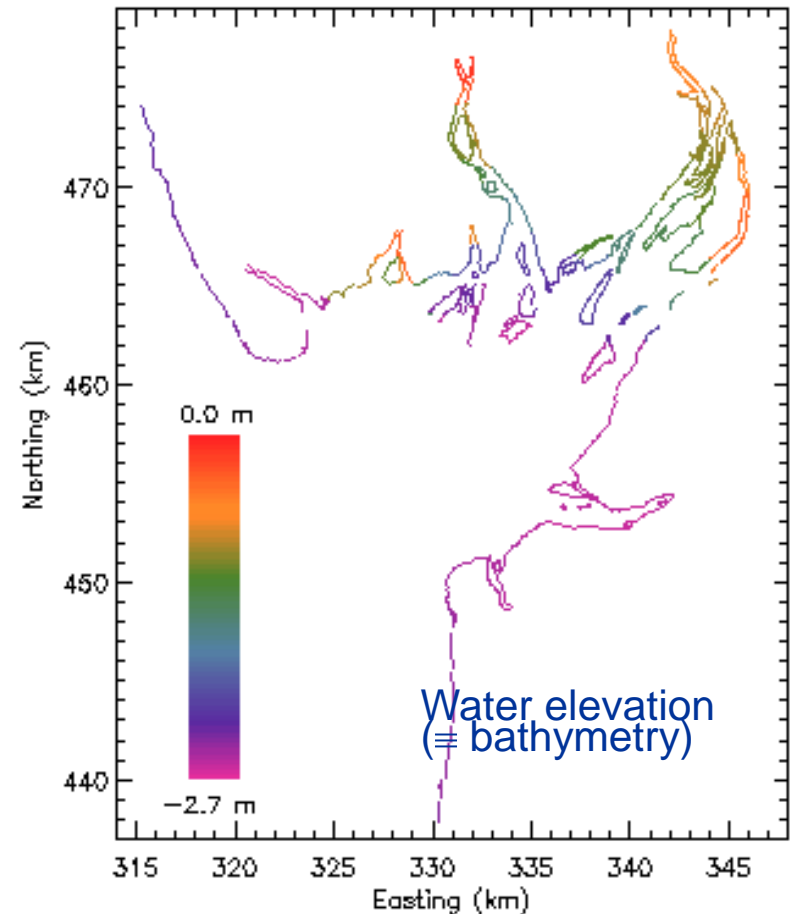 470
460
450
440
Northing (km)
0.0 m
−2.7 m
Water elevation
(≡ bathymetry)
315 320 325 330 335 340 345
Easting (km)